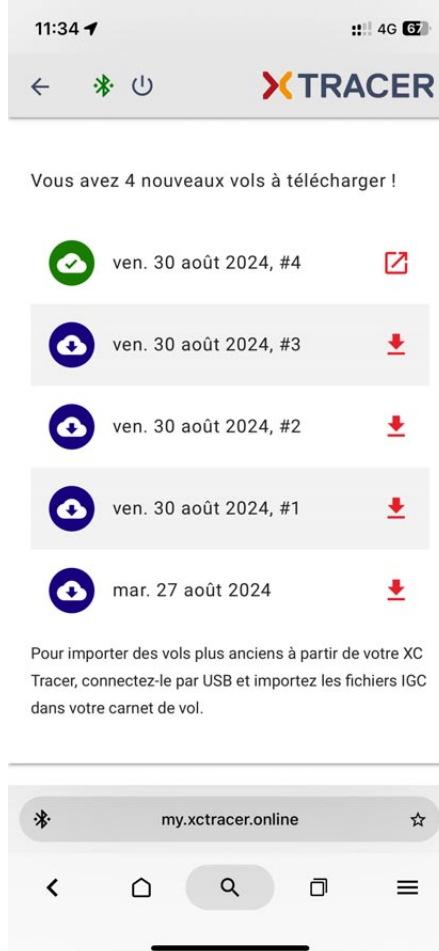 11:34 4G 67
XTRACER
Vous avez 4 nouveaux vols à télécharger !
ven. 30 août 2024, #4
ven. 30 août 2024, #3
ven. 30 août 2024, #2
ven. 30 août 2024, #1
mar. 27 août 2024
Pour importer des vols plus anciens à partir de votre XC
Tracer, connectez-le par USB et importez les fichiers IGC
dans votre carnet de vol.
my.xctracer.online